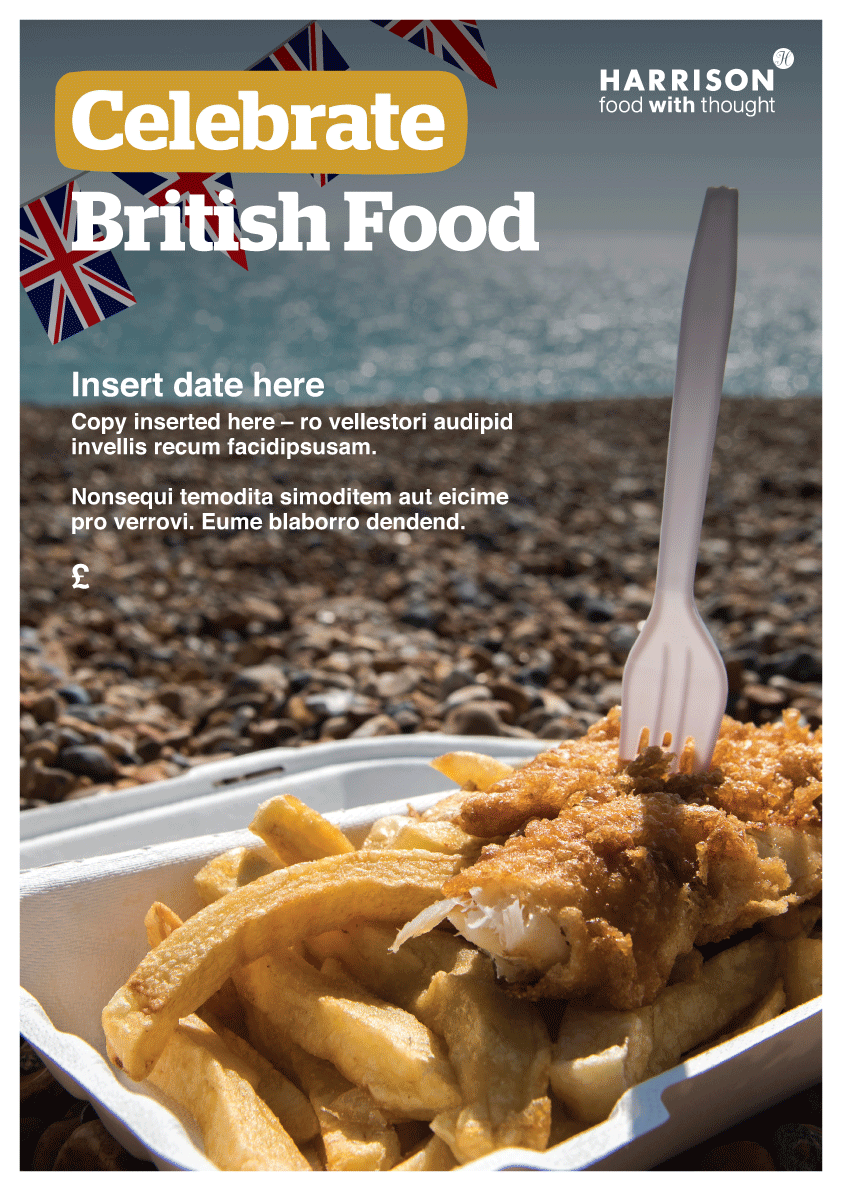 Celebrate
British Food
HARRISON
food with thought
Insert date here
Copy inserted here – ro vellestori audipid
invellis recum facidipsusam.
Nonsequi temodita simoditem aut eicime
pro verrovi. Eume blaborro dendend.
£